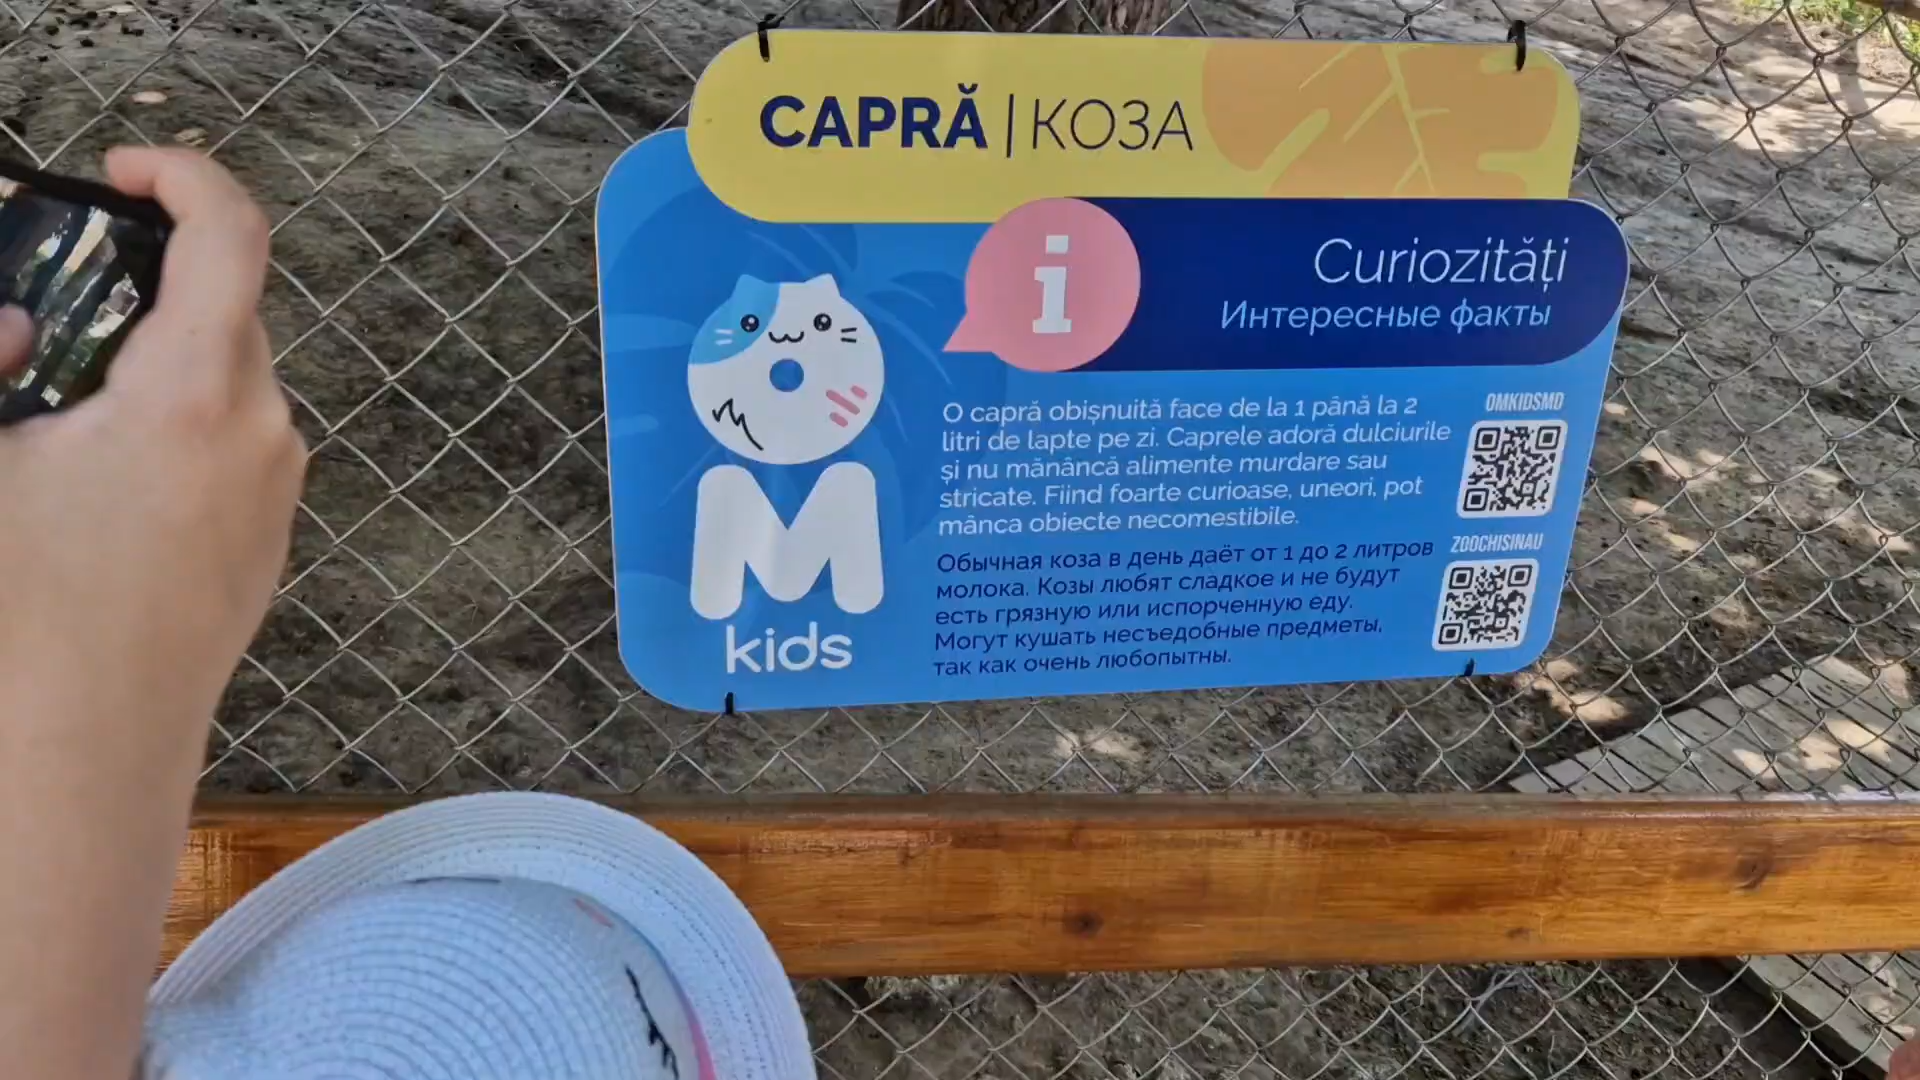 CAPRĂ | КОЗА
i
Curiozități
Интересные факты
O capră obișnuită face de la 1 până la 2
litri de lapte pe zi. Caprele adoră dulciurile
și nu mănâncă alimente murdare sau
stricate. Fiind foarte curioase, uneori, pot
mânca obiecte necomestibile.
Обычная коза в день даёт от 1 до 2 литров
молока. Козы любят сладкое и не будут
есть грязную или испорченную еду.
Могут кушать несъедобные предметы,
так как очень любопытны.
OMKIDSMD
ZOOCHISINAU
OM
kids